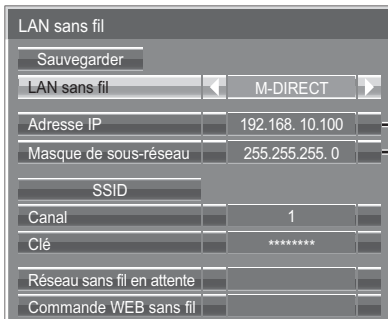 LAN sans fil
Sauvegarder
LAN sans fil M-DIRECT
Adresse IP 192.168. 10.100
Masque de sous-réseau 255.255.255. 0
SSID
Canal 1
Clé ********
Réseau sans fil en attente
Commande WEB sans fil